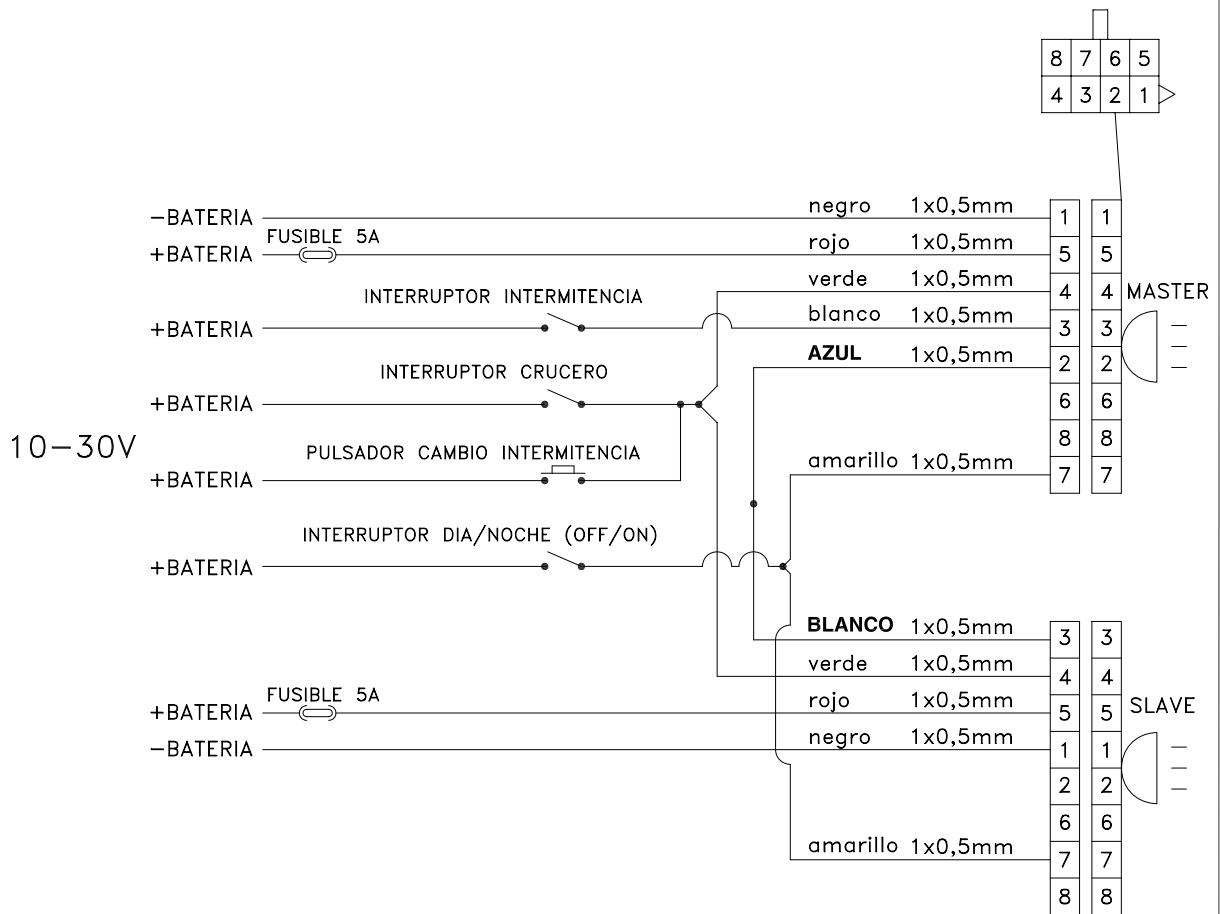 8 7 6 5
4 3 2 1
-BATERIA negro 1x0,5mm 1 1
+BATERIA FUSIBLE 5A rojo 1x0,5mm 5 5
verde 1x0,5mm 4 4 MASTER
INTERRUPTOR INTERMITENCIA
+BATERIA blanco 1x0,5mm 3 3
AZUL 1x0,5mm 2 2
INTERRUPTOR CRUCERO
+BATERIA 6 6
10-30V
8 8
PULSADOR CAMBIO INTERMITENCIA
+BATERIA amarillo 1x0,5mm 7 7
INTERRUPTOR DIA/NOCHE (OFF/ON)
+BATERIA
BLANCO 1x0,5mm 3 3
verde 1x0,5mm 4 4
+BATERIA FUSIBLE 5A rojo 1x0,5mm 5 5 SLAVE
-BATERIA negro 1x0,5mm 1 1
2 2
6 6
amarillo 1x0,5mm 7 7
8 8